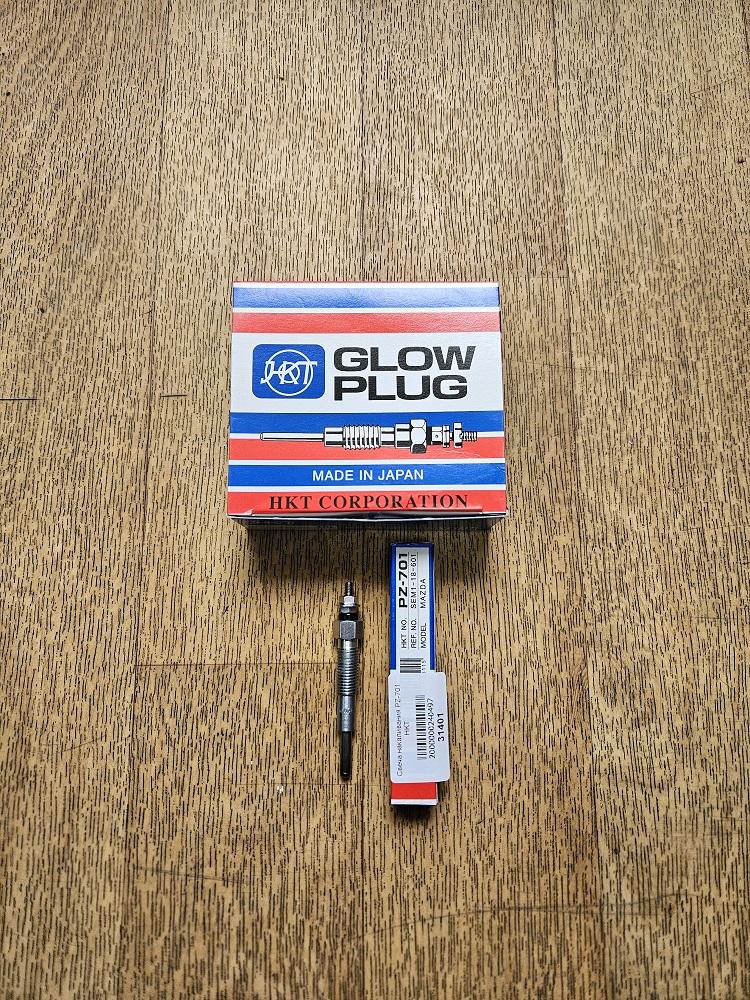 HKT
GLOW
PLUG
MADE IN JAPAN
HKT CORPORATION
HKT NO. PZ-701
REF. NO. SEM1-18-601
MODEL MAZDA
Свеча накаливания PZ-701
HKT
2000000240497
31401